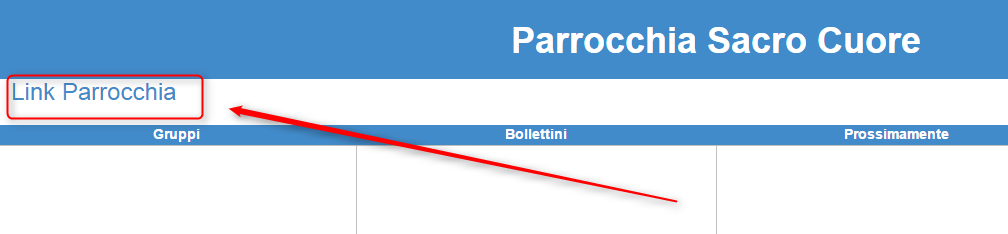 Parrocchia Sacro Cuore
Link Parrocchia
Gruppi Bollettini Prossimamente